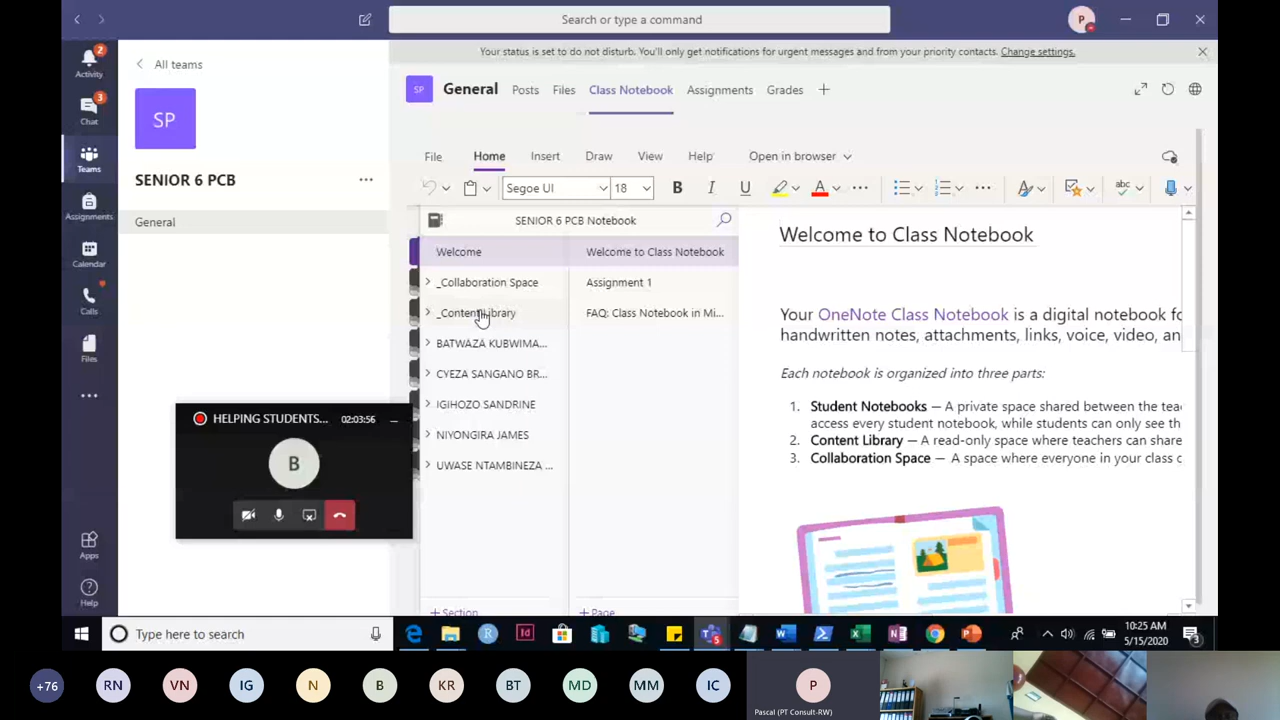 Search or type a command
P
Your status is set to do not disturb. You'll only get notifications for urgent messages and from your priority contacts. Change settings.
2
Activity
3
Chat
Teams
Assignments
Calendar
Calls
Files
Apps
Help
All teams
SP
SENIOR 6 PCB
General
SP
General
Posts
Files
Class Notebook
Assignments
Grades
File
Home
Insert
Draw
View
Help
Open in browser
Segoe UI
18
B
I
U
A
abc
SENIOR 6 PCB Notebook
Welcome
_Collaboration Space
_Content Library
BATWAZA KUBWIMA...
CYEZA SANGANO BR...
IGIHOZO SANDRINE
NIYONGIRA JAMES
UWASE NTAMBINEZA ...
+ Section
Welcome to Class Notebook
Assignment 1
FAQ: Class Notebook in Mi...
+ Page
Welcome to Class Notebook
Your OneNote Class Notebook is a digital notebook fo
handwritten notes, attachments, links, voice, video, an
Each notebook is organized into three parts:
1. Student Notebooks — A private space shared between the tea
access every student notebook, while students can only see th
2. Content Library — A read-only space where teachers can share
3. Collaboration Space — A space where everyone in your class c
HELPING STUDENTS...
02:03:56
B
Type here to search
10:25 AM
5/15/2020
3
+76
RN
VN
IG
N
B
KR
BT
MD
MM
IC
P
Pascal (PT Consult-RW)